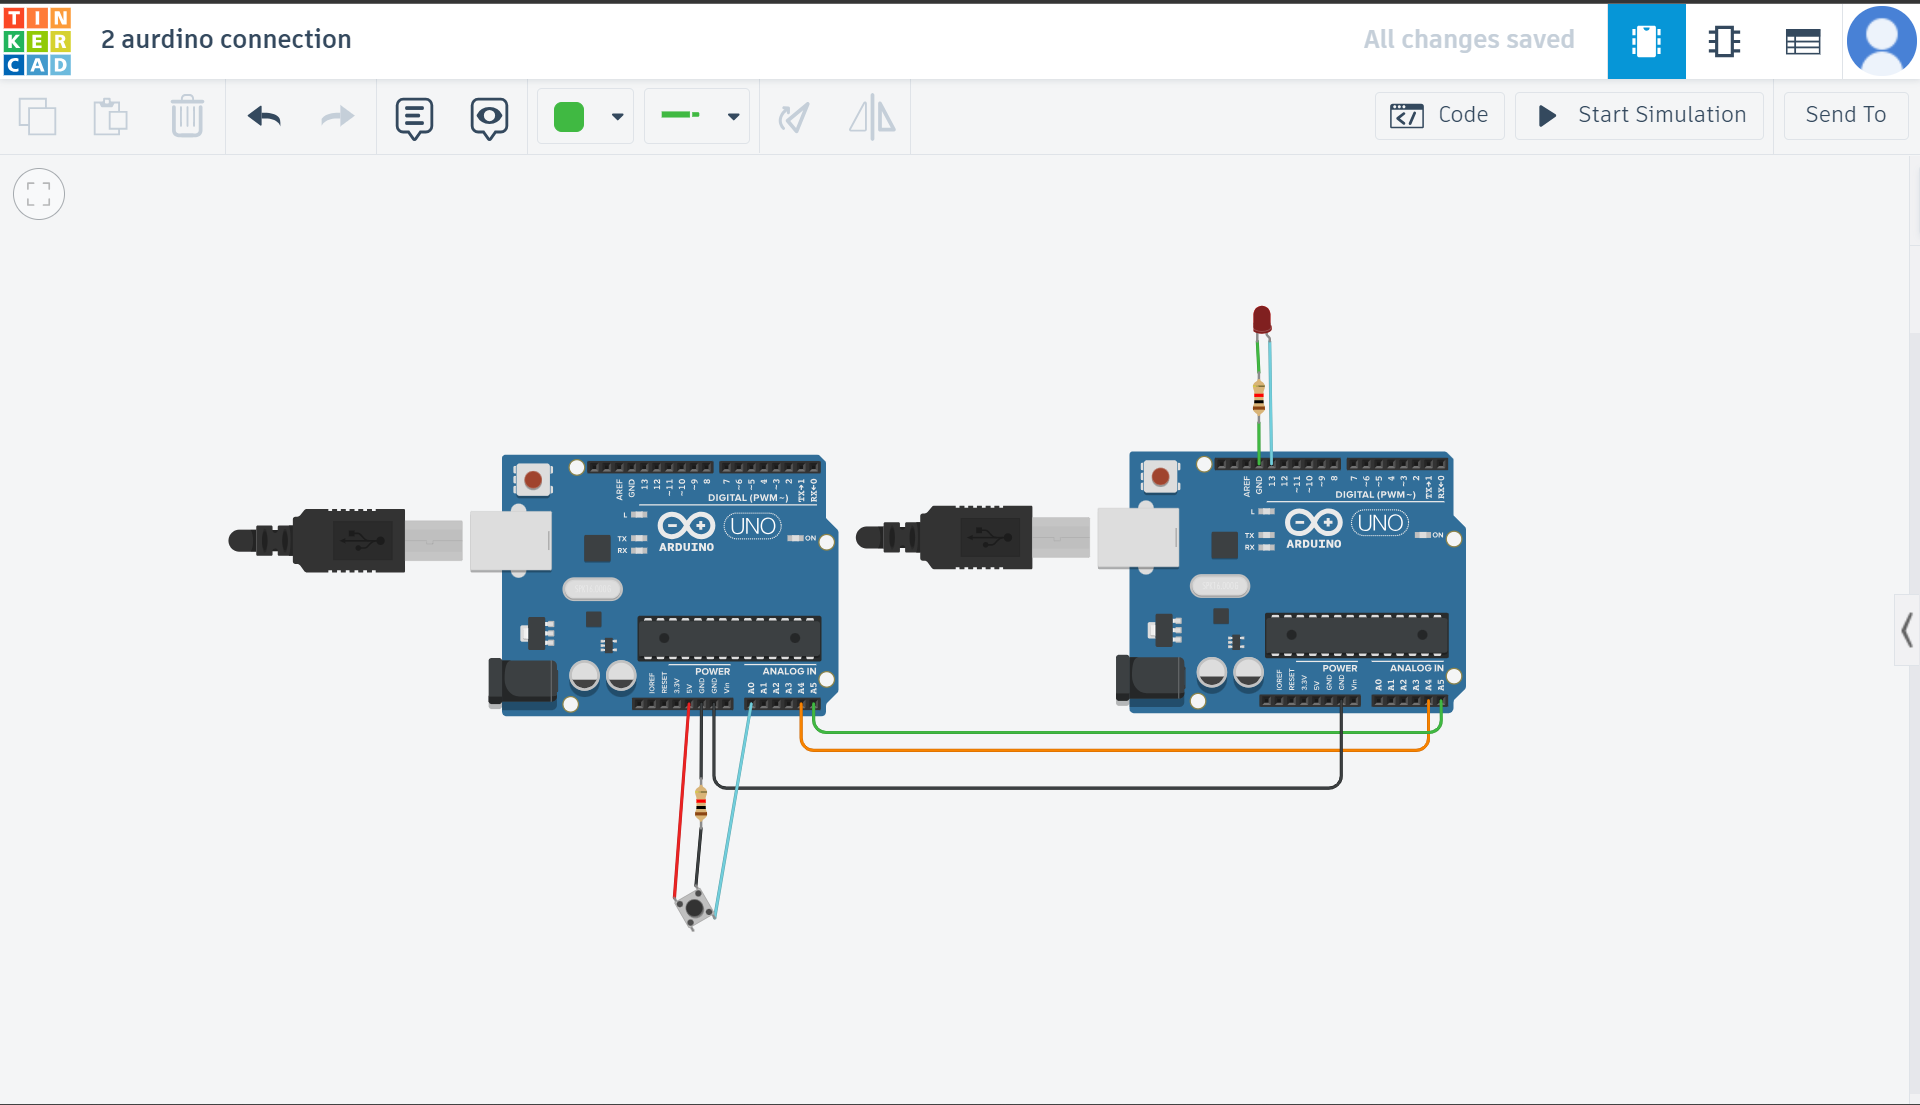 TIN
KER
CAD
2 aurdino connection
All changes saved
Code
Start Simulation
Send To
AREF GND 13 12 ~11 ~10 ~9 8 7 ~6 ~5 4 ~3 2 TX→1 RX←0
DIGITAL (PWM~)
L
TX
RX
ARDUINO
UNO
ON
POWER
ANALOG IN
IOREF RESET 3.3V 5V GND GND Vin A0 A1 A2 A3 A4 A5
AREF GND 13 12 ~11 ~10 ~9 8 7 ~6 ~5 4 ~3 2 TX→1 RX←0
DIGITAL (PWM~)
L
TX
RX
ARDUINO
UNO
ON
POWER
ANALOG IN
IOREF RESET 3.3V 5V GND GND Vin A0 A1 A2 A3 A4 A5